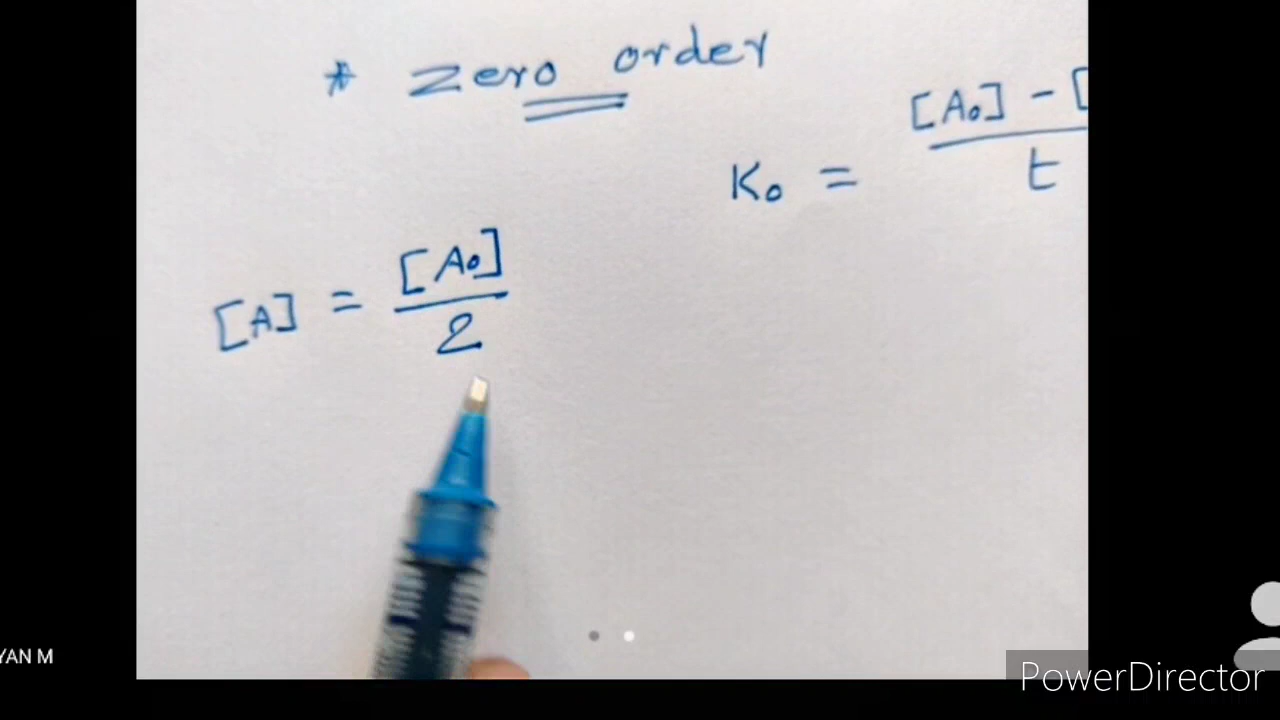 * Zero order
K₀ = [A₀] - [ / t
[A] = [A₀] / 2
YAN M
PowerDirector